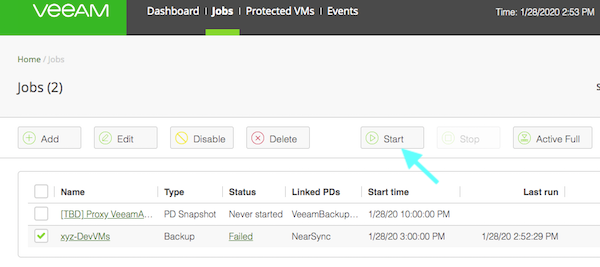 veeAM
Dashboard Jobs Protected VMs Events Time: 1/28/2020 2:53 PM
Home / Jobs
Jobs (2)
Add Edit Disable Delete Start Stop Active Full
Name Type Status Linked PDs Start time Last run
[TBD] Proxy VeeamA... PD Snapshot Never started VeeamBackup... 1/28/20 10:00:00 PM
xyz-DevVMs Backup Failed NearSync 1/28/20 3:00:00 PM 1/28/20 2:52:29 PM